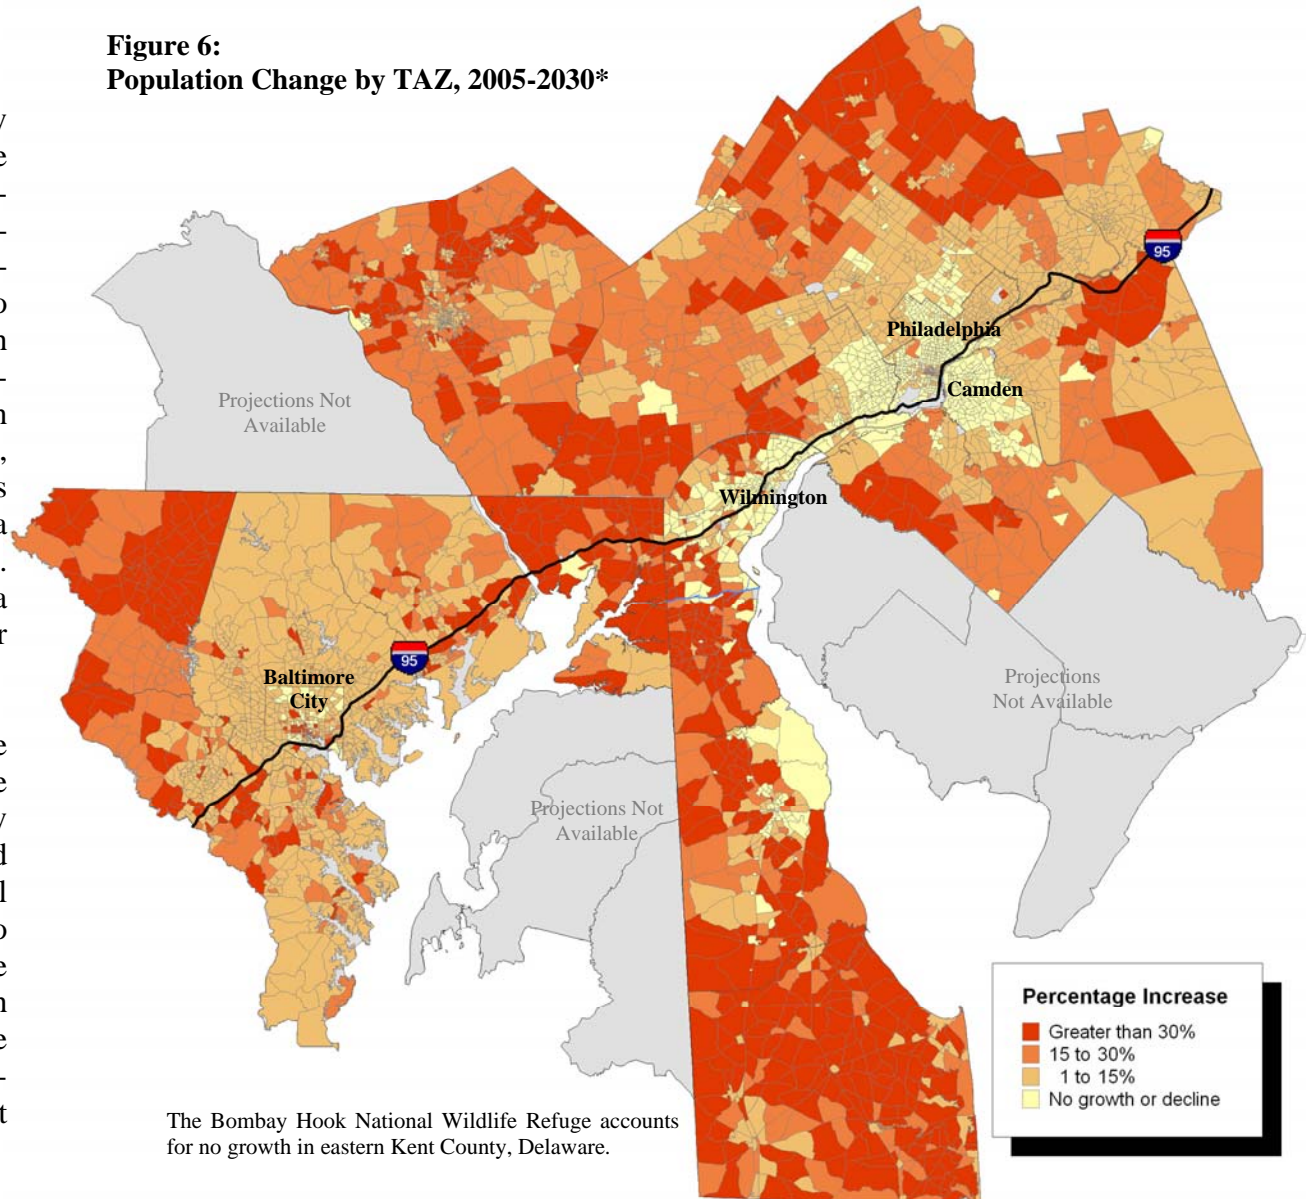 Figure 6:
Population Change by TAZ, 2005-2030*
y
e
-
-
-
o
n
-
n
,
s
a
.
a
r
e
e
y
d
l
o
e
n
e
-
t
95
Philadelphia
Camden
Projections Not
Available
Wilmington
95
Baltimore
City
Projections
Not Available
Projections Not
Available
Percentage Increase
Greater than 30%
15 to 30%
1 to 15%
No growth or decline
The Bombay Hook National Wildlife Refuge accounts
for no growth in eastern Kent County, Delaware.